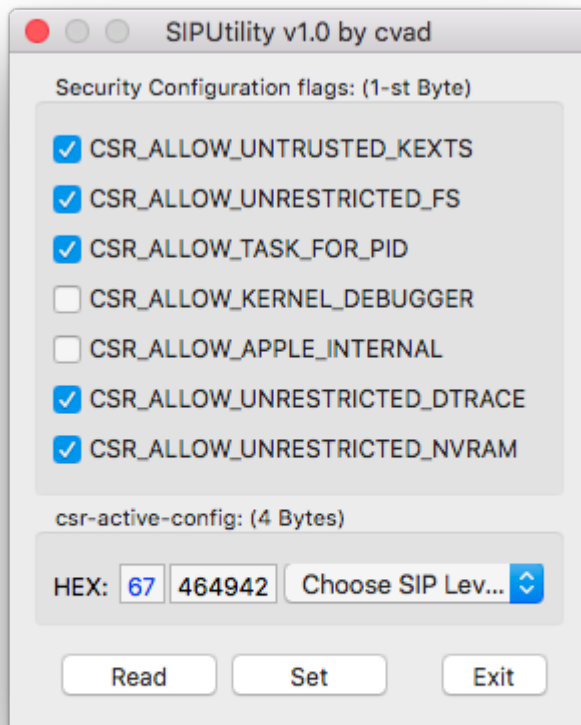 SIPUtility v1.0 by cvad
Security Configuration flags: (1-st Byte)
CSR_ALLOW_UNTRUSTED_KEXTS
CSR_ALLOW_UNRESTRICTED_FS
CSR_ALLOW_TASK_FOR_PID
CSR_ALLOW_KERNEL_DEBUGGER
CSR_ALLOW_APPLE_INTERNAL
CSR_ALLOW_UNRESTRICTED_DTRACE
CSR_ALLOW_UNRESTRICTED_NVRAM
csr-active-config: (4 Bytes)
HEX: 67 464942 Choose SIP Lev...
Read Set Exit